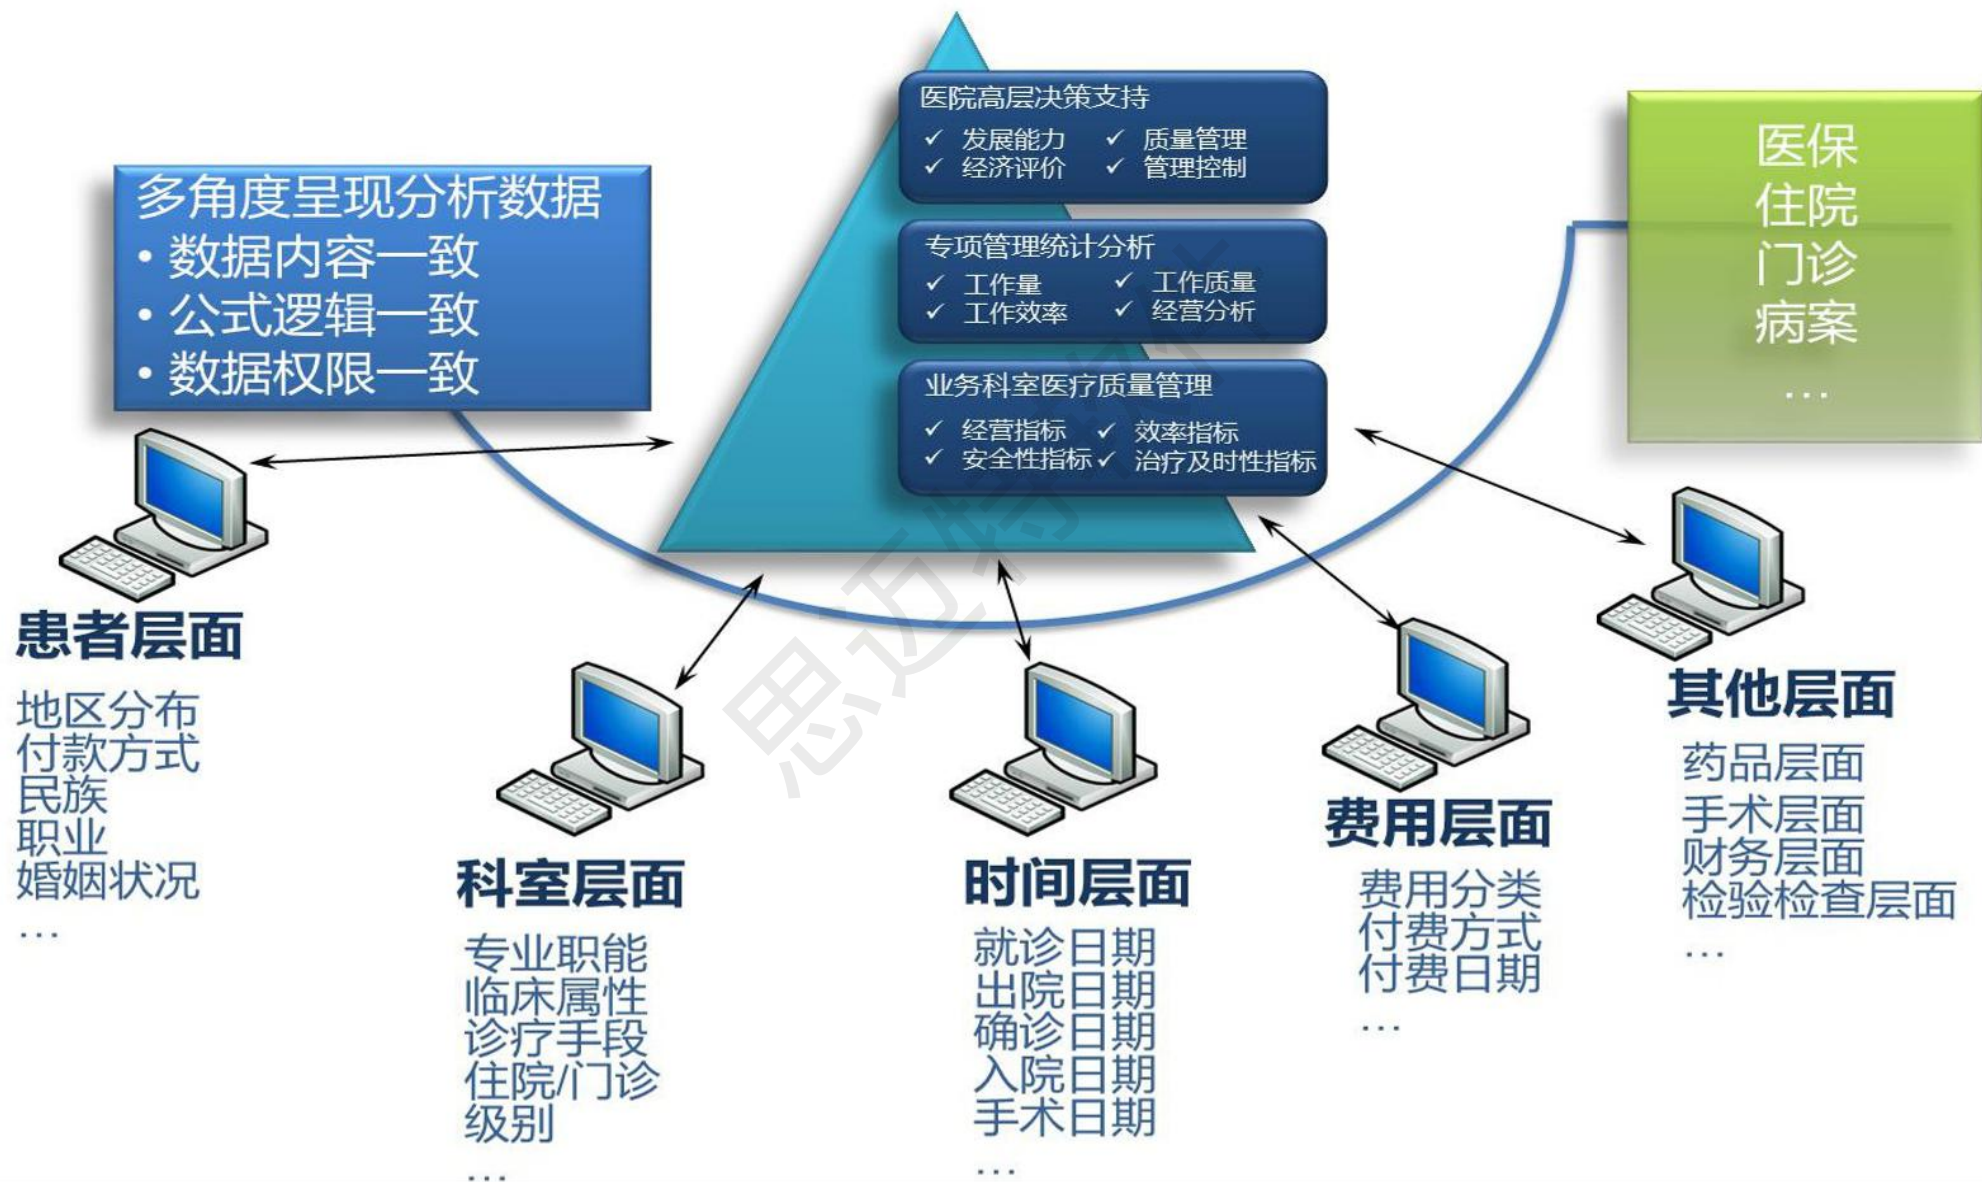 医院高层决策支持
✓ 发展能力 ✓ 质量管理
✓ 经济评价 ✓ 管理控制
专项管理统计分析
✓ 工作量 ✓ 工作质量
✓ 工作效率 ✓ 经营分析
业务科室医疗质量管理
✓ 经营指标 ✓ 效率指标
✓ 安全性指标 ✓ 治疗及时性指标
多角度呈现分析数据
• 数据内容一致
• 公式逻辑一致
• 数据权限一致
医保
住院
门诊
病案
...
患者层面
地区分布
付款方式
民族
职业
婚姻状况
...
科室层面
专业职能
临床属性
诊疗手段
住院/门诊
级别
...
时间层面
就诊日期
出院日期
确诊日期
入院日期
手术日期
...
费用层面
费用分类
付费方式
付费日期
...
其他层面
药品层面
手术层面
财务层面
检验检查层面
...
思迈特软件